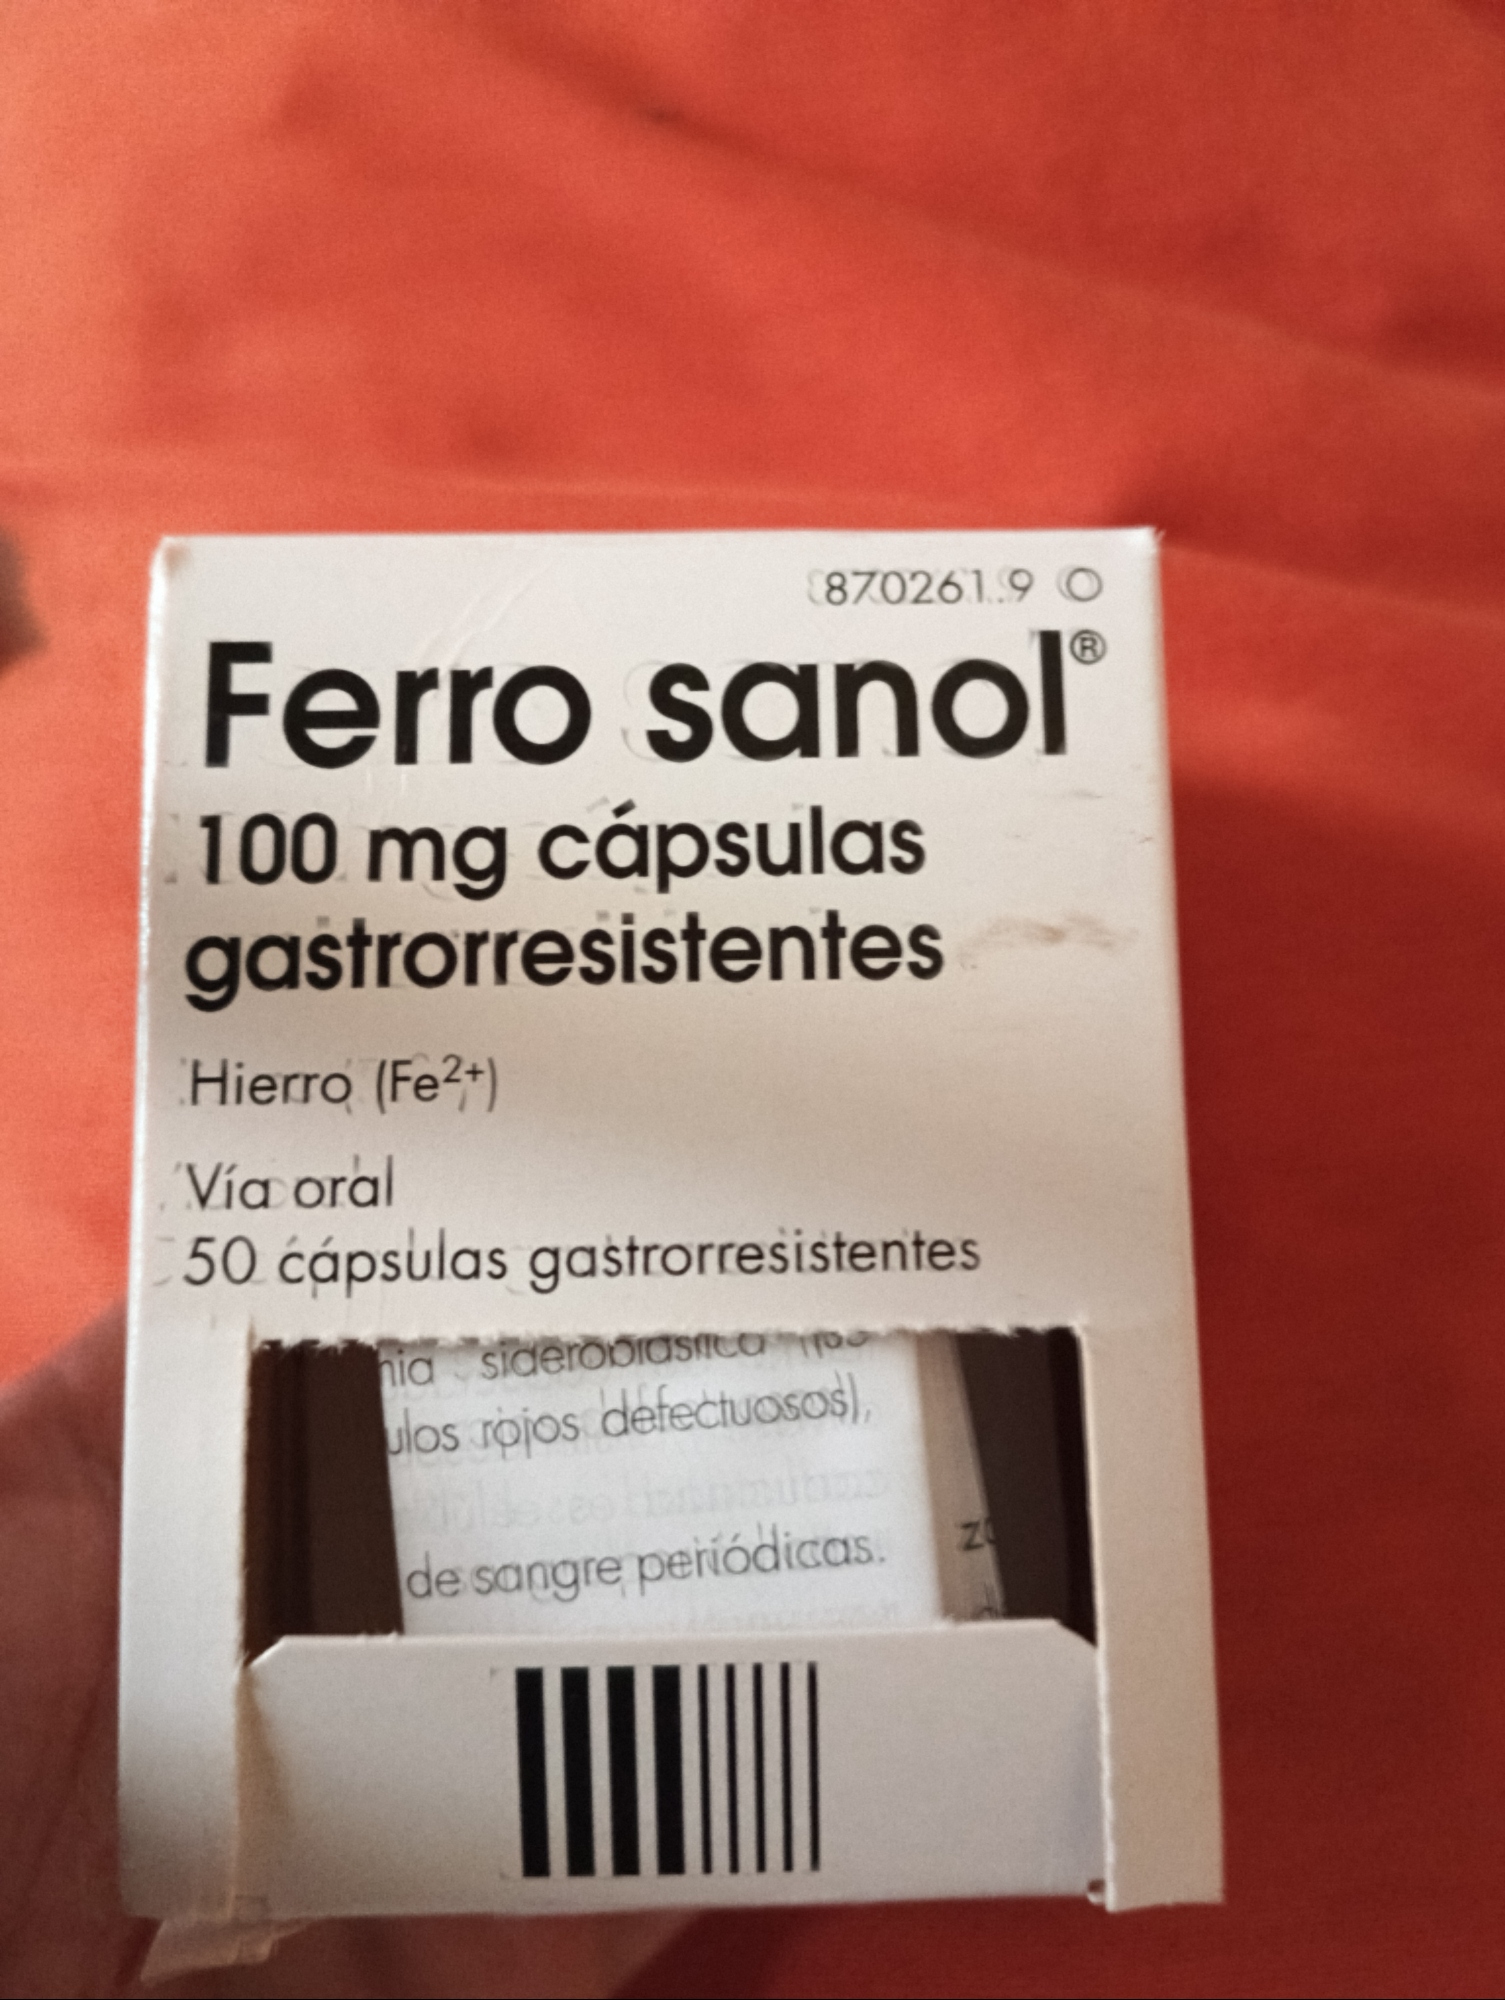 870261.9 O
Ferro sanol®
100 mg cápsulas
gastrorresistentes
Hierro (Fe²⁺)
Vía oral
50 cápsulas gastrorresistentes
sideroblástica
ulos rojos defectuosos),
de sangre periódicas.